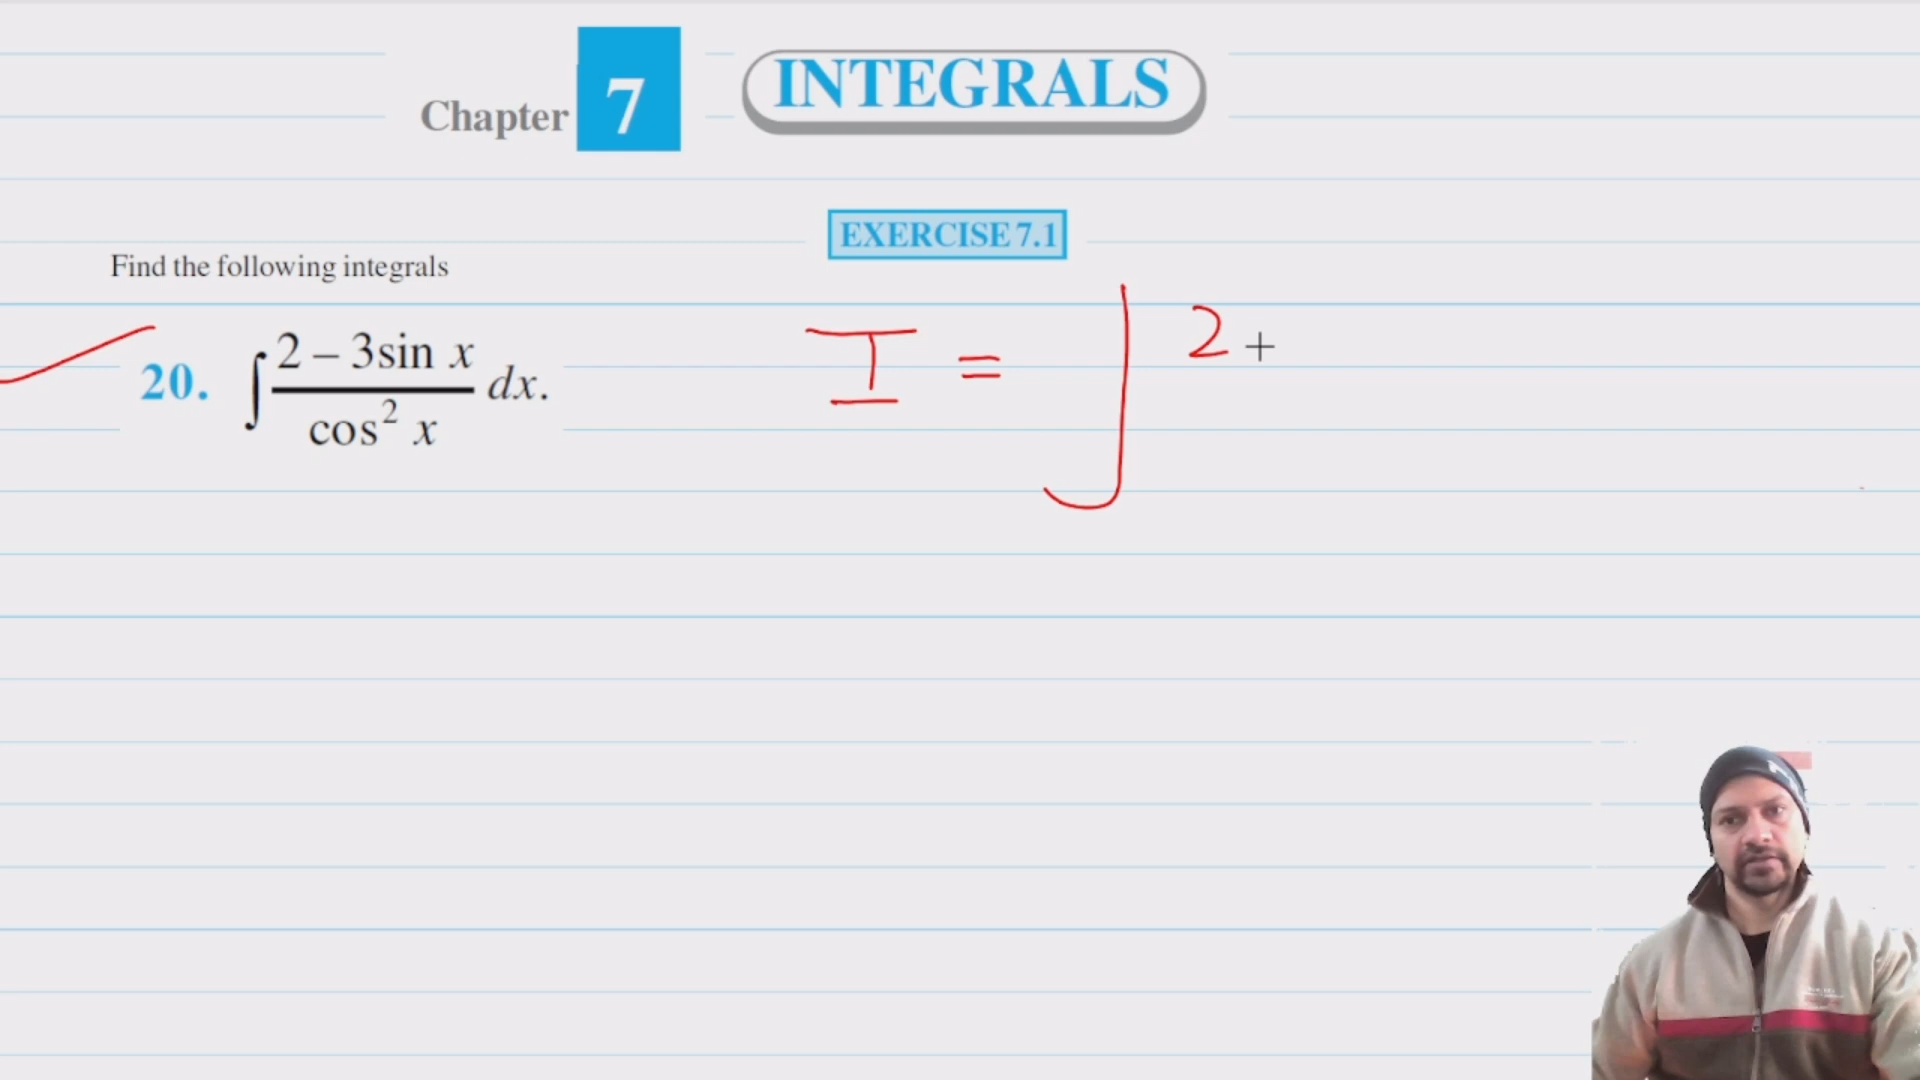 Chapter 7 INTEGRALS
EXERCISE 7.1
Find the following integrals
20. ∫ (2 – 3sin x)/(cos² x) dx.
I = ∫ 2